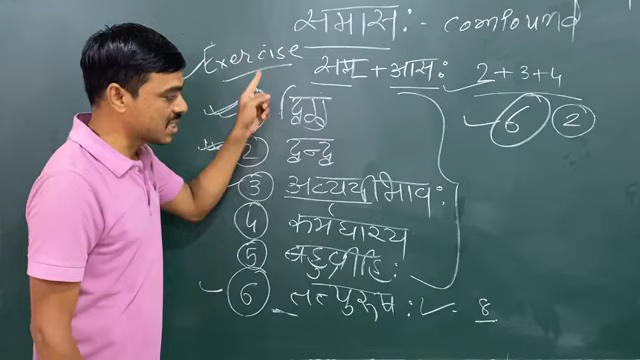 समासः :- compound
Exercise
सम + आसः 2+3+4
6 2
द्विगु
2 द्वन्द्व
3 अव्ययीभावः
4 कर्मधारय
5 बहुव्रीहिः
6 तत्पुरूषः - 8